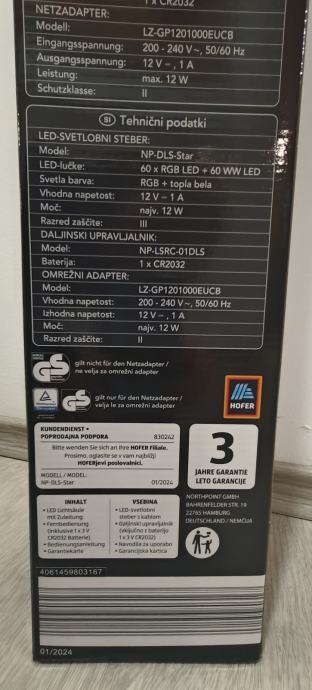 1 x CR2032
NETZADAPTER:
Modell: LZ-GP1201000EUCB
Eingangsspannung: 200 - 240 V~, 50/60 Hz
Ausgangsspannung: 12 V ⎓, 1 A
Leistung: max. 12 W
Schutzklasse: II
SI Tehnični podatki
LED-SVETLOBNI STEBER:
Model: NP-DLS-Star
LED-lučke: 60 x RGB LED + 60 WW LED
Svetla barva: RGB + topla bela
Vhodna napetost: 12 V ⎓ 1 A
Moč: najv. 12 W
Razred zaščite: III
DALJINSKI UPRAVLJALNIK:
Model: NP-LSRC-01DLS
Baterija: 1 x CR2032
OMREŽNI ADAPTER:
Model: LZ-GP1201000EUCB
Vhodna napetost: 200 - 240 V~, 50/60 Hz
Izhodna napetost: 12 V ⎓, 1 A
Moč: najv. 12 W
Razred zaščite: II
GS gilt nicht für den Netzadapter /
ne velja za omrežni adapter
GS gilt nur für den Netzadapter /
velja le za omrežni adapter
HOFER
KUNDENDIENST •
POPRODAJNA PODPORA 830242
Bitte wenden Sie sich an Ihre HOFER Filiale.
Prosimo, oglasite se v vam najbližji
HOFERjevi poslovalnici.
MODELL / MODEL:
NP-DLS-Star 01/2024
3
JAHRE GARANTIE
LETO GARANCIJE
INHALT
• LED Lichtsäule
mit Zuleitung
• Fernbedienung
(inklusive 1 x 3 V
CR2032 Batterie)
• Bedienungsanleitung
• Garantiekarte
VSEBINA
• LED-svetlobni
steber s kablom
• Daljinski upravljalnik
(vključno z baterijo
1 x 3 V CR2032)
• Navodila za uporabo
• Garancijska kartica
NORTHPOINT GMBH
BAHRENFELDER STR. 19
22765 HAMBURG
DEUTSCHLAND / NEMČIJA
4061459803167
01/2024